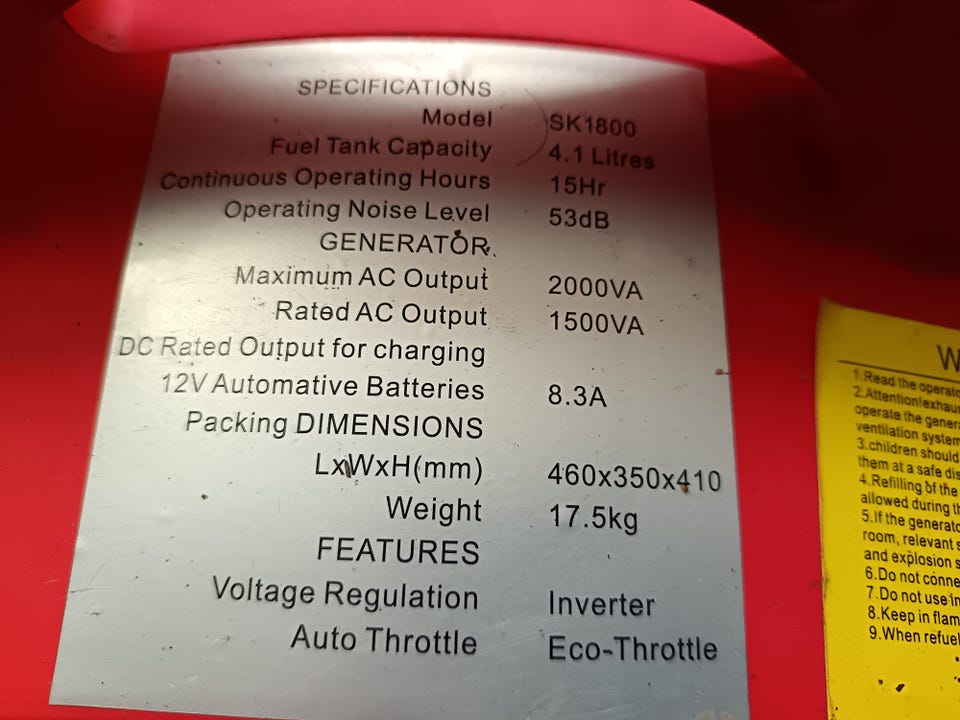 SPECIFICATIONS
Model SK1800
Fuel Tank Capacity 4.1 Litres
Continuous Operating Hours 15Hr
Operating Noise Level 53dB
GENERATOR
Maximum AC Output 2000VA
Rated AC Output 1500VA
DC Rated Output for charging
12V Automative Batteries 8.3A
Packing DIMENSIONS
LxWxH(mm) 460x350x410
Weight 17.5kg
FEATURES
Voltage Regulation Inverter
Auto Throttle Eco-Throttle
W
1.Read the operato
2.Attention!exhaus
operate the genera
ventilation system
3.children should
them at a safe dis
4.Refilling of the
allowed during th
5.If the generato
room, relevant s
and explosion s
6.Do not conne
7.Do not use in
8.Keep in flam
9.When refuel